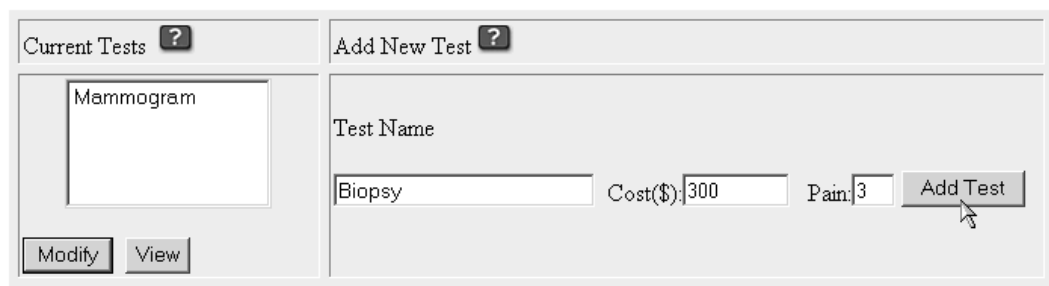 Current Tests ?
Add New Test ?
Mammogram
Test Name
Biopsy Cost($): 300 Pain: 3 Add Test
Modify View